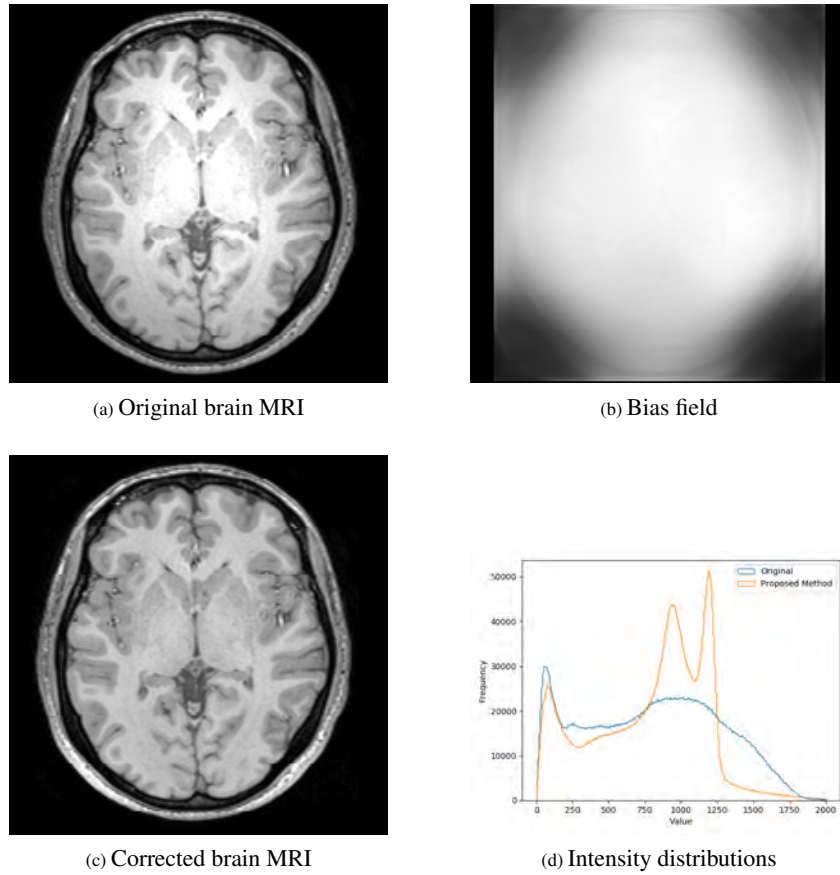 (a) Original brain MRI
(b) Bias field
(c) Corrected brain MRI
50000
40000
30000
20000
10000
0
Frequency
Original
Proposed Method
0 250 500 750 1000 1250 1500 1750 2000
Value
(d) Intensity distributions